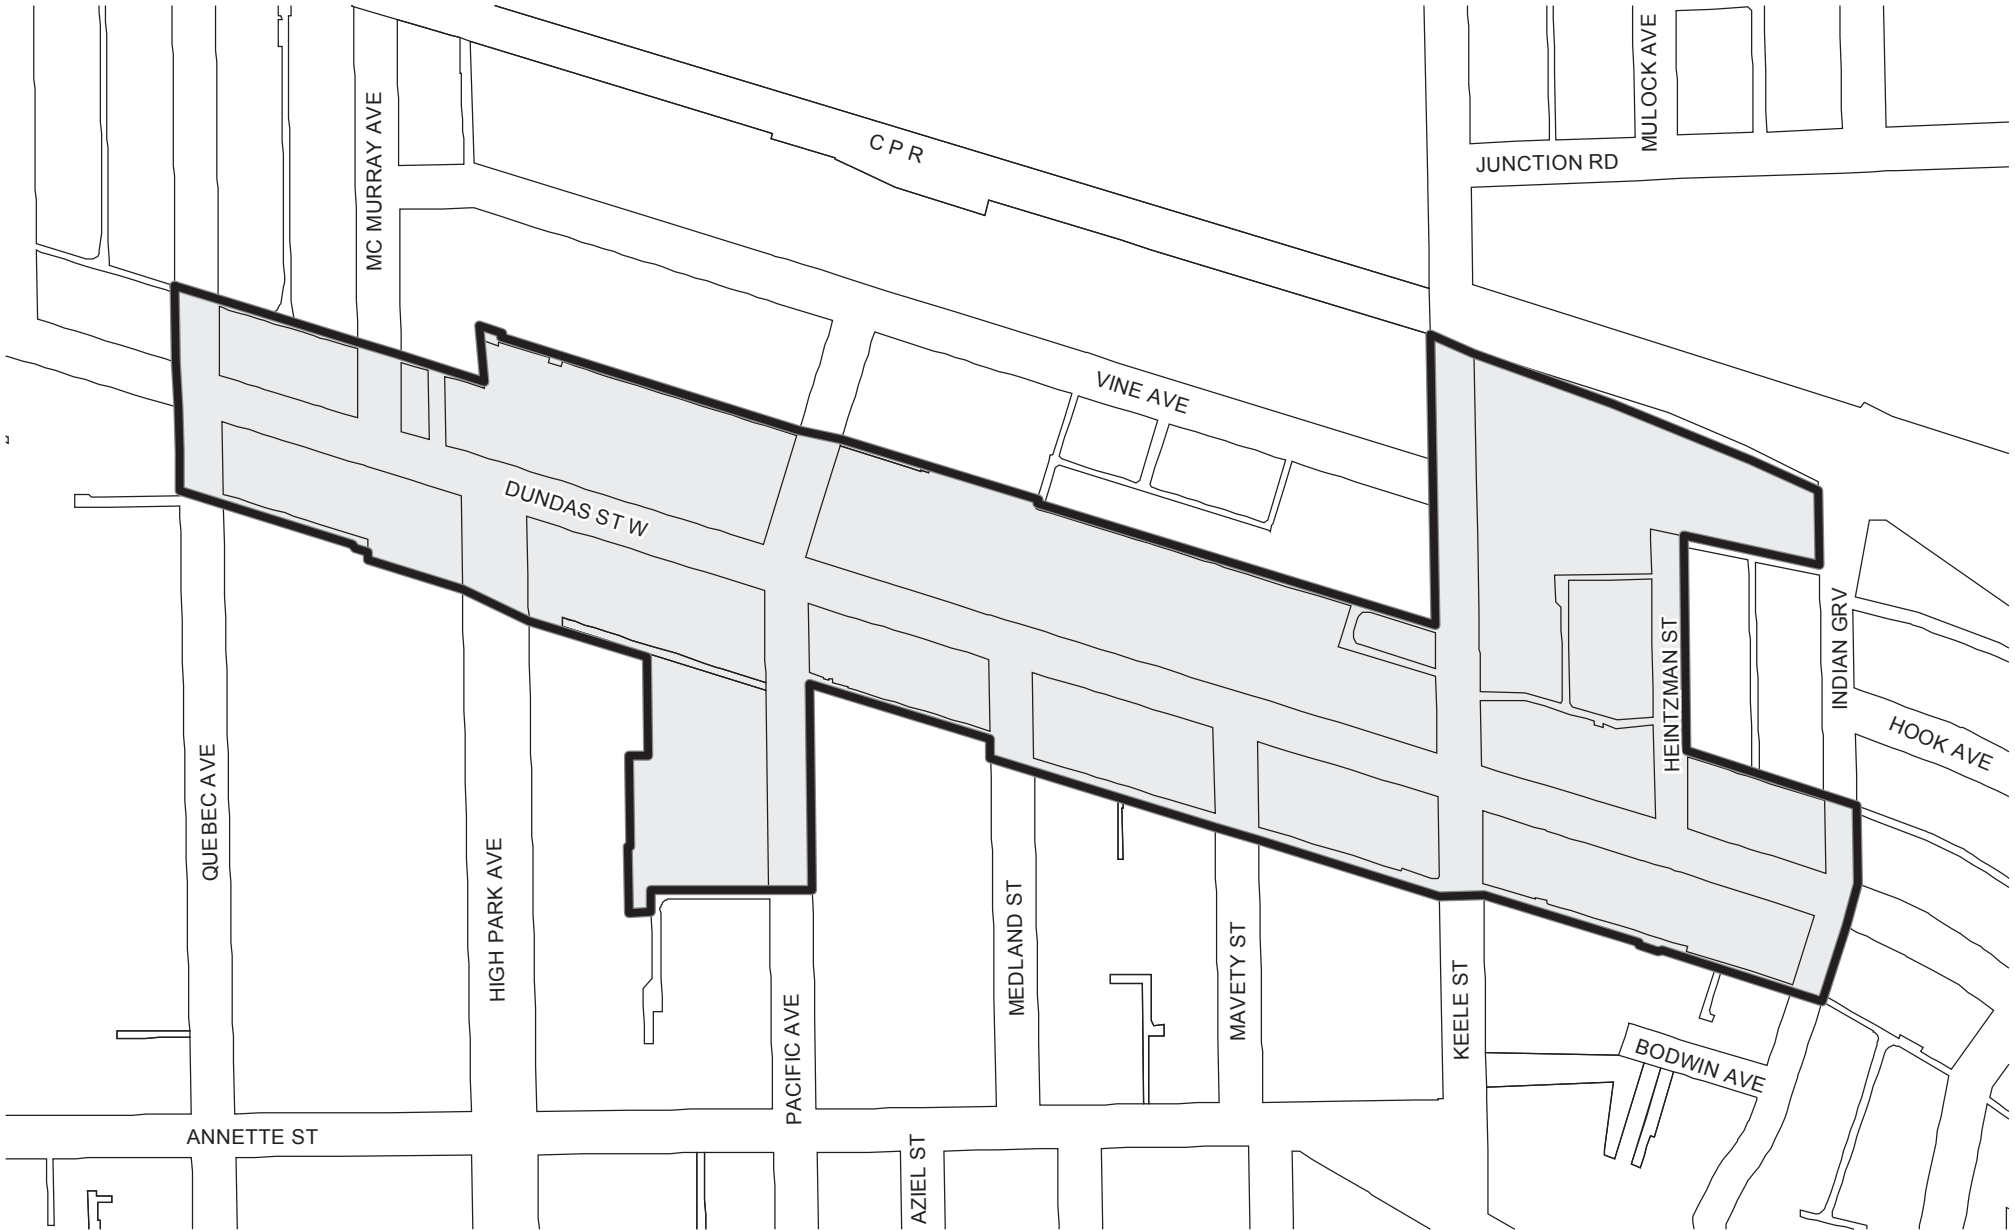 MULOCK AVE
C P R
JUNCTION RD
MC MURRAY AVE
VINE AVE
DUNDAS ST W
HEINTZMAN ST
INDIAN GRV
HOOK AVE
QUEBEC AVE
HIGH PARK AVE
MEDLAND ST
MAVETY ST
KEELE ST
PACIFIC AVE
BODWIN AVE
ANNETTE ST
AZIEL ST